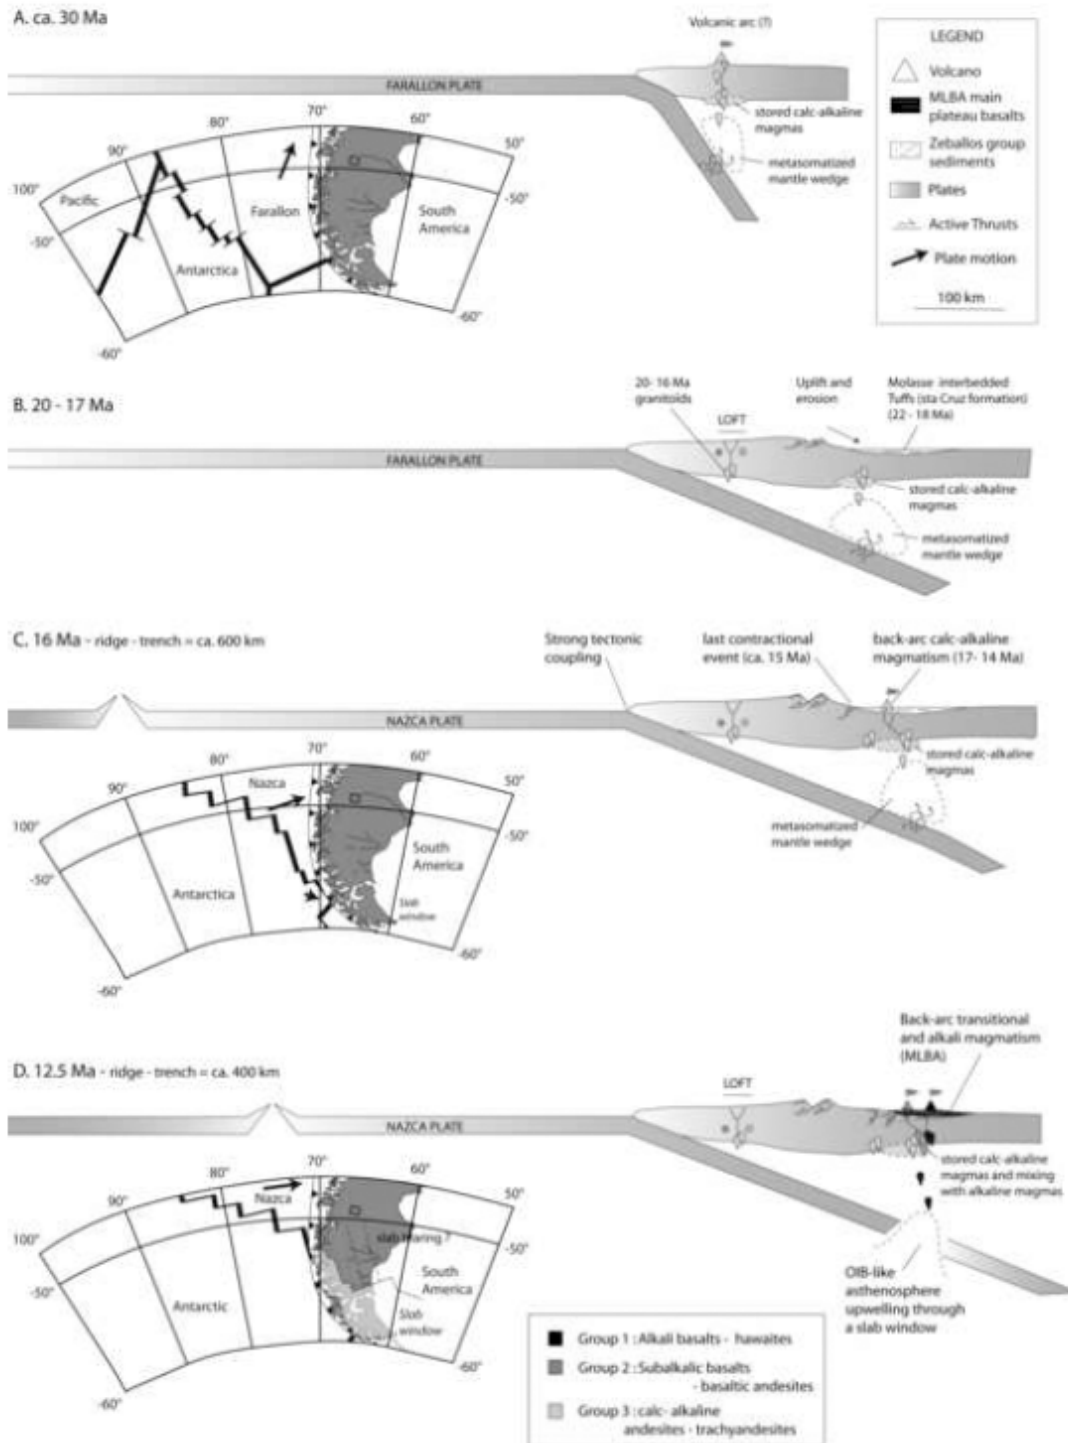 A. ca. 30 Ma
Volcanic arc (?)
FARALLON PLATE
stored calc-alkaline
magmas
metasomatized
mantle wedge
LEGEND
Volcano
MLBA main
plateau basalts
Zeballos group
sediments
Plates
Active Thrusts
Plate motion
100 km
100°
90°
80°
70°
60°
50°
-50°
-50°
-60°
-60°
Pacific
Antarctica
Farallon
South
America
B. 20 - 17 Ma
FARALLON PLATE
20- 16 Ma
granitoids
LOFT
Uplift and
erosion
Molasse interbedded
Tuffs (sta Cruz formation)
(22 - 18 Ma)
stored calc-alkaline
magmas
metasomatized
mantle wedge
C. 16 Ma - ridge - trench = ca. 600 km
Strong tectonic
coupling
last contractional
event (ca. 15 Ma)
back-arc calc-alkaline
magmatism (17- 14 Ma)
NAZCA PLATE
stored calc-alkaline
magmas
metasomatized
mantle wedge
100°
90°
80°
70°
60°
50°
-50°
-50°
-60°
-60°
Nazca
Antarctica
South
America
Slab
window
D. 12.5 Ma - ridge - trench = ca. 400 km
LOFT
Back-arc transitional
and alkali magmatism
(MLBA)
NAZCA PLATE
stored calc-alkaline
magmas and mixing
with alkaline magmas
OIB-like
asthenosphere
upwelling through
a slab window
100°
90°
80°
70°
60°
50°
-50°
-50°
-60°
-60°
Nazca
slab tearing ?
Antarctic
South
America
Slab
window
Group 1 : Alkali basalts - hawaites
Group 2 : Subalkalic basalts
- basaltic andesites
Group 3 : calc- alkaline
andesites - trachyandesites